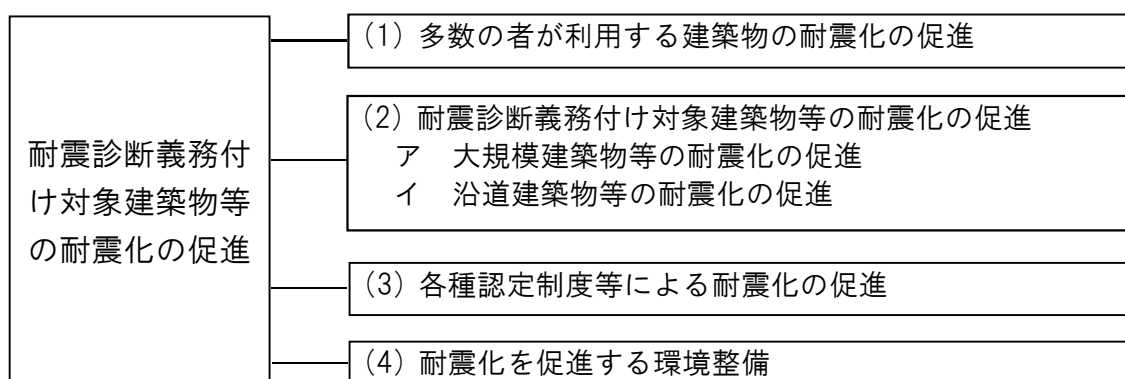 耐震診断義務付
け対象建築物等
の耐震化の促進
(1) 多数の者が利用する建築物の耐震化の促進
(2) 耐震診断義務付け対象建築物等の耐震化の促進
ア 大規模建築物等の耐震化の促進
イ 沿道建築物等の耐震化の促進
(3) 各種認定制度等による耐震化の促進
(4) 耐震化を促進する環境整備